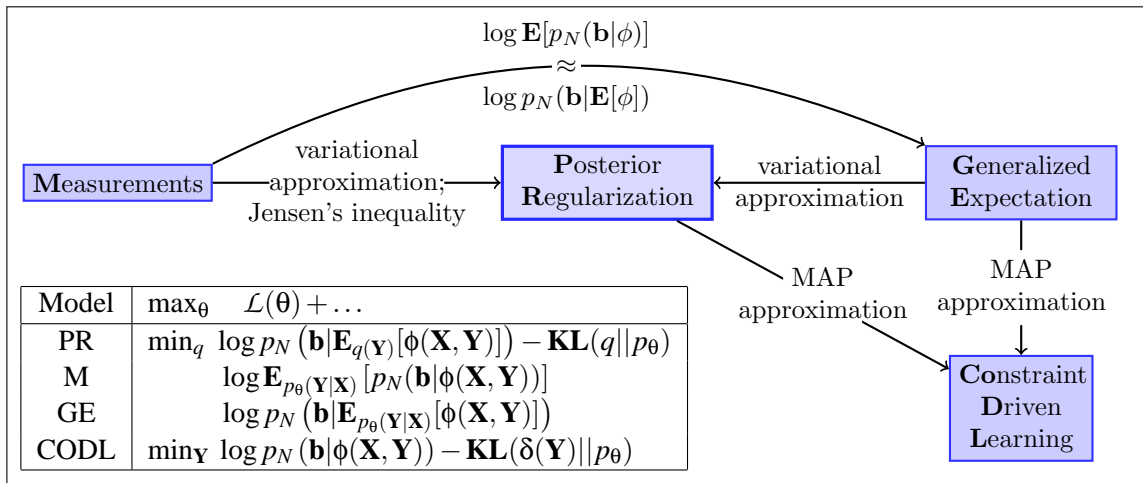 log E[p_N(b|φ)]
≈
log p_N(b|E[φ])
Measurements
variational
approximation;
Jensen's inequality
Posterior
Regularization
variational
approximation
Generalized
Expectation
MAP
approximation
MAP
approximation
Constraint
Driven
Learning
Model max_θ ℒ(θ) + …
PR min_q log p_N (b|E_{q(Y)}[ϕ(X,Y)]) − KL(q||p_θ)
M log E_{p_θ(Y|X)} [p_N(b|ϕ(X,Y))]
GE log p_N (b|E_{p_θ(Y|X)}[ϕ(X,Y)])
CODL min_Y log p_N(b|ϕ(X,Y)) − KL(δ(Y)||p_θ)